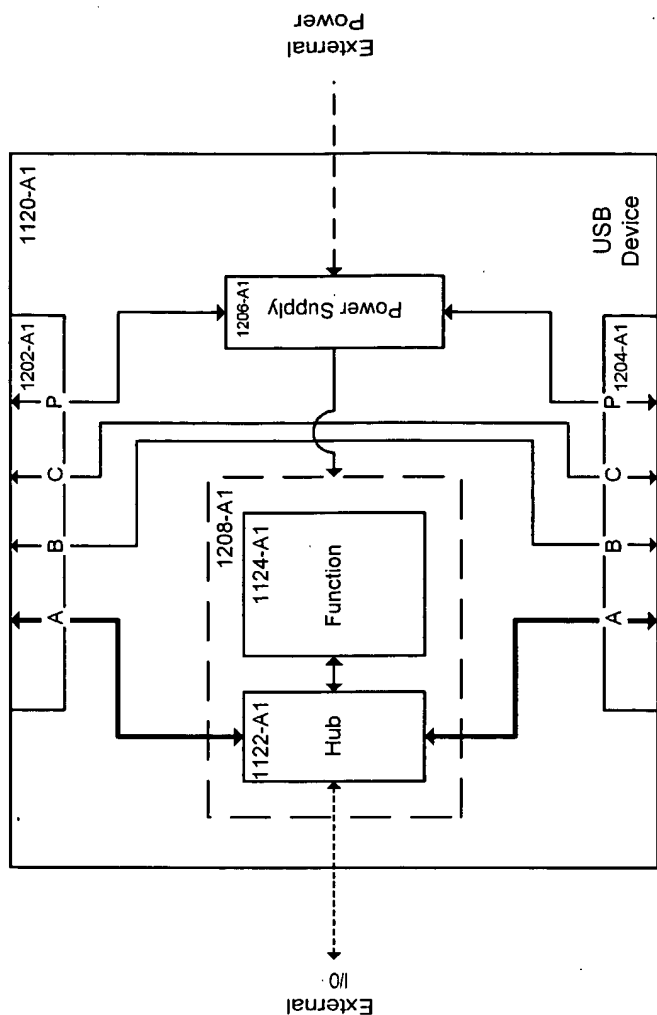 External
I/O
1122-A1
Hub
1208-A1
1124-A1
Function
A
A
B
B
C
C
P
P
1204-A1
1202-A1
1206-A1
Power Supply
USB
Device
1120-A1
External
Power